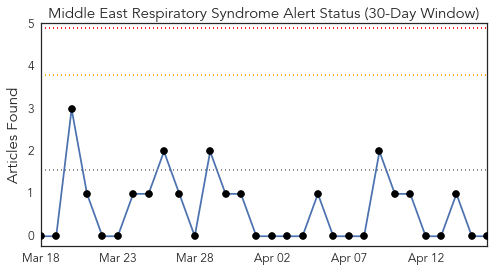 Middle East Respiratory Syndrome Alert Status (30-Day Window)
Articles Found
5
4
3
2
1
0
Mar 18 Mar 23 Mar 28 Apr 02 Apr 07 Apr 12